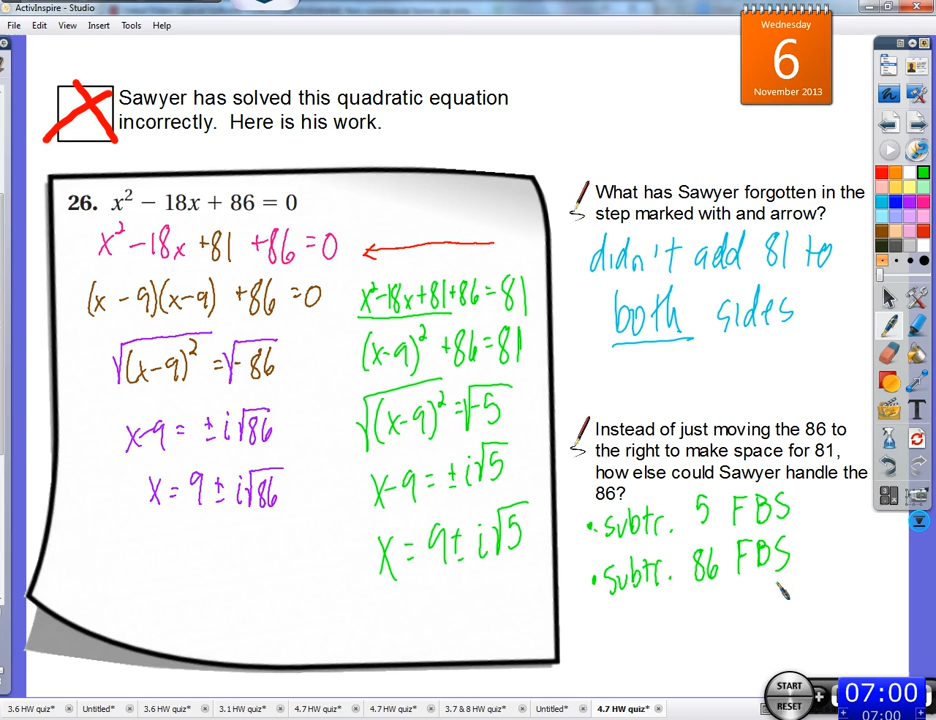 ActivInspire - Studio
File Edit View Insert Tools Help
Wednesday
6
November 2013
Sawyer has solved this quadratic equation
incorrectly. Here is his work.
26. x² − 18x + 86 = 0
x² −18x +81 +86 = 0
(x −9)(x−9) +86 = 0
√(x−9)² = √−86
x−9 = ± i√86
x = 9 ± i√86
x²−18x+81+86=81
(x−9)² +86=81
√(x−9)² = √−5
x−9 = ± i√5
x = 9 ± i√5
What has Sawyer forgotten in the
step marked with and arrow?
didn't add 81 to
both sides
Instead of just moving the 86 to
the right to make space for 81,
how else could Sawyer handle the
86?
• subtr. 5 FBS
• subtr. 86 FBS
START
RESET
07:00
07:00
3.6 HW quiz* Untitled* 3.6 HW quiz* 3.1 HW quiz* 4.7 HW quiz* 4.7 HW quiz* 3.7 & 8 HW quiz* Untitled* 4.7 HW quiz*